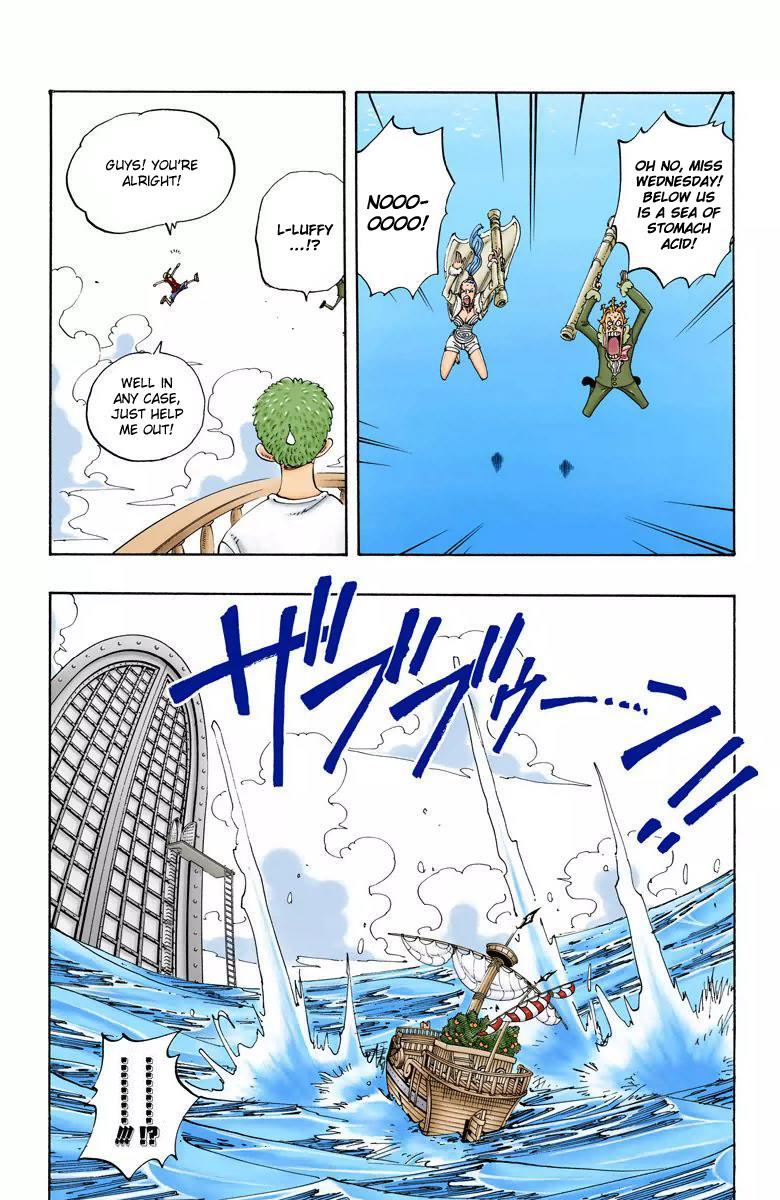 OH NO, MISS
WEDNESDAY!
BELOW US
IS A SEA OF
STOMACH
ACID!
NOOO-
OOOO!
L-LUFFY
...!?
GUYS! YOU'RE
ALRIGHT!
WELL IN
ANY CASE,
JUST HELP
ME OUT!
ザブブゥーン!!
!!! !?